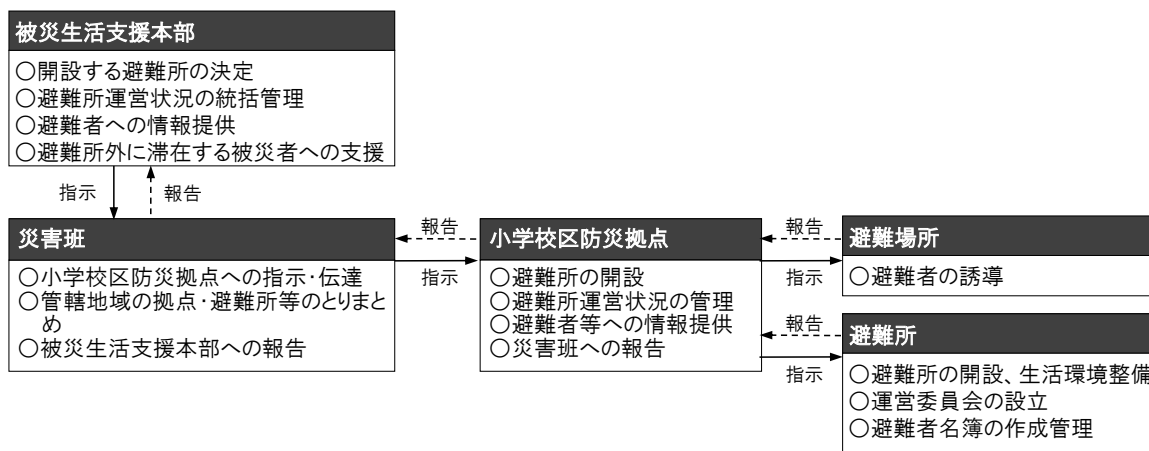 被災生活支援本部
○開設する避難所の決定
○避難所運営状況の統括管理
○避難者への情報提供
○避難所外に滞在する被災者への支援
指示
報告
災害班
○小学校区防災拠点への指示・伝達
○管轄地域の拠点・避難所等のとりまと
め
○被災生活支援本部への報告
報告
指示
小学校区防災拠点
○避難所の開設
○避難所運営状況の管理
○避難者等への情報提供
○災害班への報告
報告
指示
避難場所
○避難者の誘導
報告
指示
避難所
○避難所の開設、生活環境整備
○運営委員会の設立
○避難者名簿の作成管理